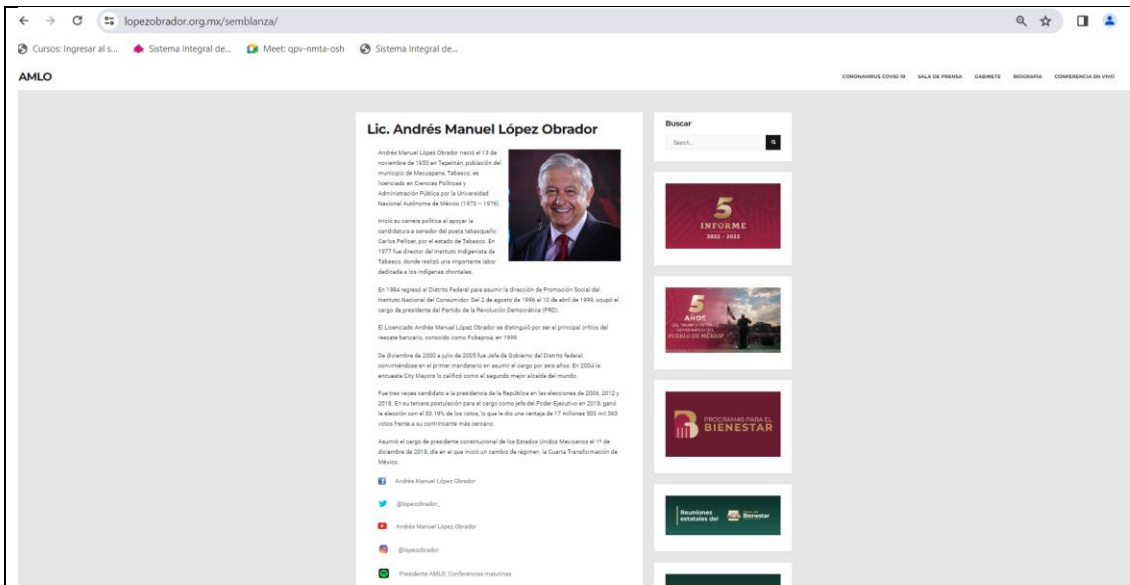 lopezobrador.org.mx/semblanza/
Cursos: Ingresar al s...
Sistema Integral de...
Meet: qpv-nmta-osh
Sistema Integral de...
AMLO
CORONAVIRUS COVID-19
SALA DE PRENSA
GABINETE
BIOGRAFÍA
CONFERENCIA EN VIVO
Lic. Andrés Manuel López Obrador
Andrés Manuel López Obrador nació el 13 de
noviembre de 1953 en Tepetitán, población del
municipio de Macuspana, Tabasco; es
licenciado en Ciencias Políticas y
Administración Pública por la Universidad
Nacional Autónoma de México (1973 – 1976).
Inició su carrera política al apoyar la
candidatura a senador del poeta tabasqueño
Carlos Pellicer, por el estado de Tabasco. En
1977 fue director del Instituto Indigenista de
Tabasco, donde realizó una importante labor
dedicada a los indígenas chontales.
En 1984 regresó al Distrito Federal para asumir la dirección de Promoción Social del
Instituto Nacional del Consumidor. Del 2 de agosto de 1996 al 10 de abril de 1999, ocupó el
cargo de presidente del Partido de la Revolución Democrática (PRD).
El Licenciado Andrés Manuel López Obrador se distinguió por ser el principal crítico del
rescate bancario, conocido como Fobaproa, en 1999.
De diciembre de 2000 a julio de 2005 fue Jefe de Gobierno del Distrito federal,
convirtiéndose en el primer mandatario en asumir el cargo por seis años. En 2004 la
encuesta City Mayors lo calificó como el segundo mejor alcalde del mundo.
Fue tres veces candidato a la presidencia de la República en las elecciones de 2006, 2012 y
2018. En su tercera postulación para el cargo como jefe del Poder Ejecutivo en 2018, ganó
la elección con el 53.19% de los votos, lo que le dio una ventaja de 17 millones 503 mil 363
votos frente a su contrincante más cercano.
Asumió el cargo de presidente constitucional de los Estados Unidos Mexicanos el 1º de
diciembre de 2018, día en el que inició un cambio de régimen, la Cuarta Transformación de
México.
Andrés Manuel López Obrador
@lopezobrador_
Andrés Manuel López Obrador
@lopezobrador
Presidente AMLO: Conferencias matutinas
Buscar
Search..
5
INFORME
2022 - 2023
5
AÑOS
PUEBLO DE MÉXICO
PROGRAMAS PARA EL
BIENESTAR
Reuniones
estatales del
Bienestar